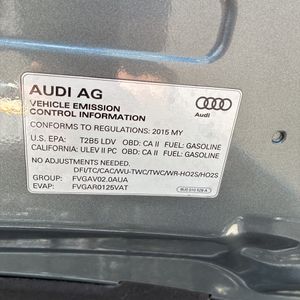 AUDI AG
Audi
VEHICLE EMISSION
CONTROL INFORMATION
CONFORMS TO REGULATIONS: 2015 MY
U.S. EPA: T2B5 LDV OBD: CA II FUEL: GASOLINE
CALIFORNIA: ULEV II PC OBD: CA II FUEL: GASOLINE
NO ADJUSTMENTS NEEDED.
DFI/TC/CAC/WU-TWC/TWC/WR-HO2S/HO2S
GROUP: FVGAV02.0AUA
EVAP: FVGAR0125VAT